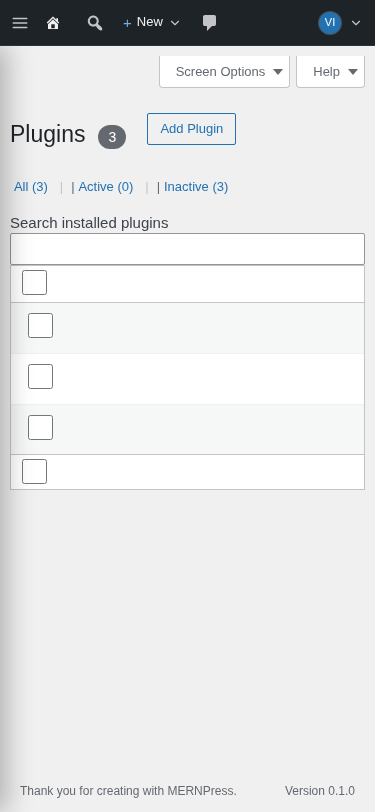 + New
VI
Screen Options
Help
Plugins 3
Add Plugin
All (3) | | Active (0) | | Inactive (3)
Search installed plugins
Thank you for creating with MERNPress. Version 0.1.0